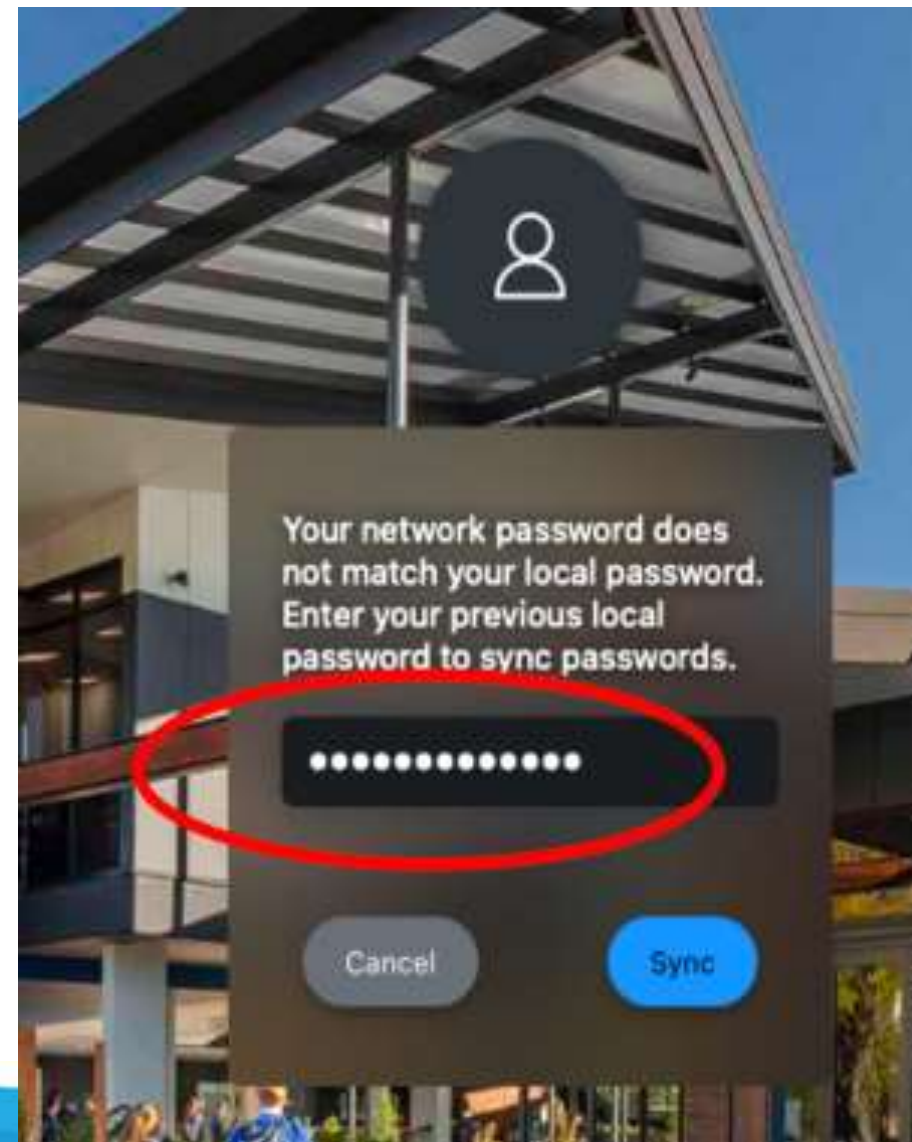 Your network password does
not match your local password.
Enter your previous local
password to sync passwords.
•••••••••••••
Cancel
Sync